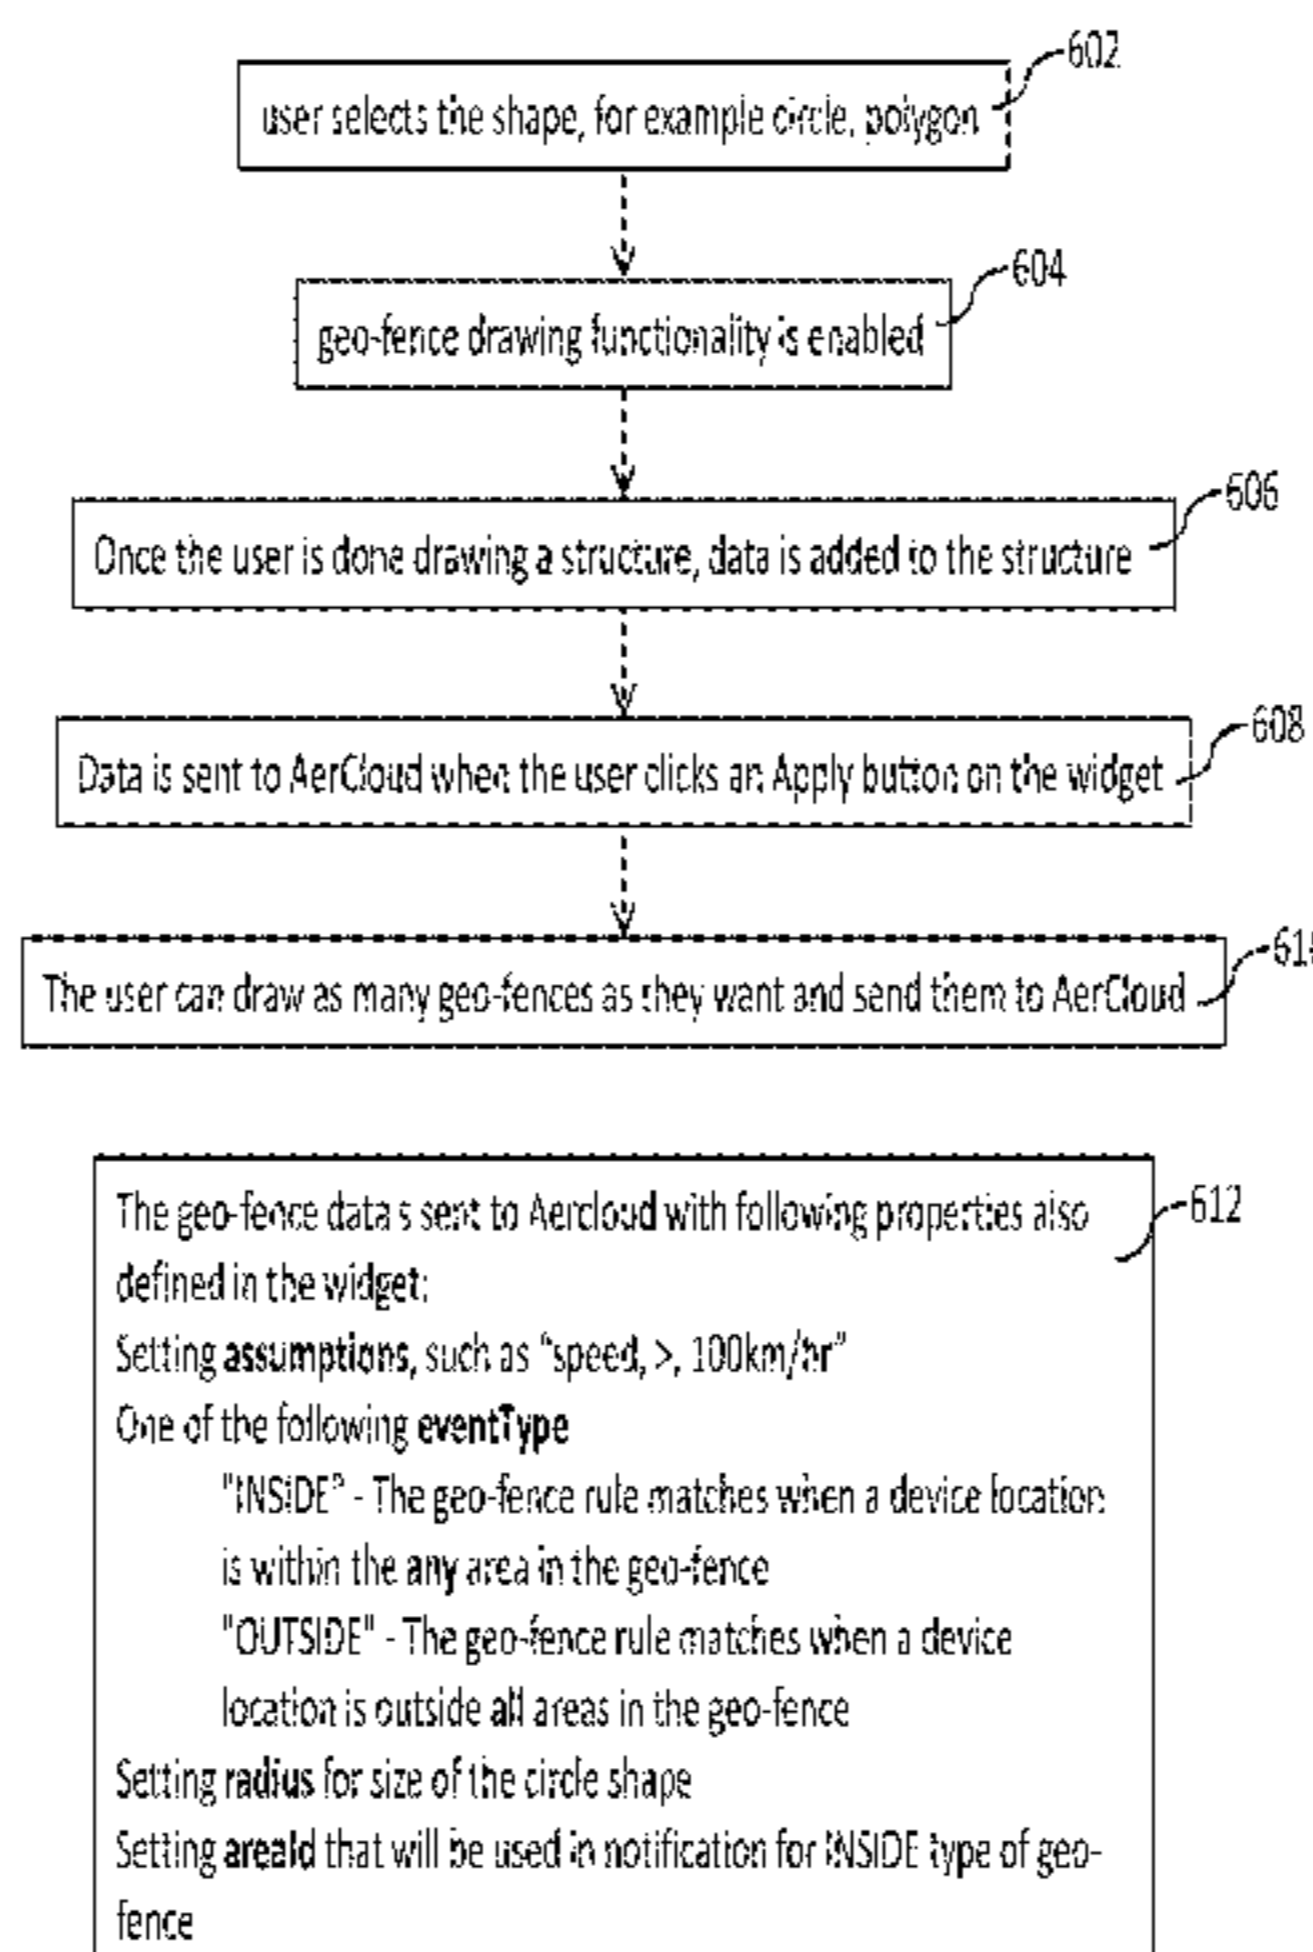 602
user selects the shape, for example circle, polygon
604
geo-fence drawing functionality is enabled
606
Once the user is done drawing a structure, data is added to the structure
608
Data is sent to AerCloud when the user clicks an Apply button on the widget
The user can draw as many geo-fences as they want and send them to AerCloud
612
The geo-fence data s sent to Aercloud with following properties also
defined in the widget:
Setting assumptions, such as "speed, >, 100km/hr"
One of the following eventType
"INSIDE" - The geo-fence rule matches when a device location
is within the any area in the geo-fence
"OUTSIDE" - The geo-fence rule matches when a device
location is outside all areas in the geo-fence
Setting radius for size of the circle shape
Setting areaId that will be used in notification for INSIDE type of geo-
fence